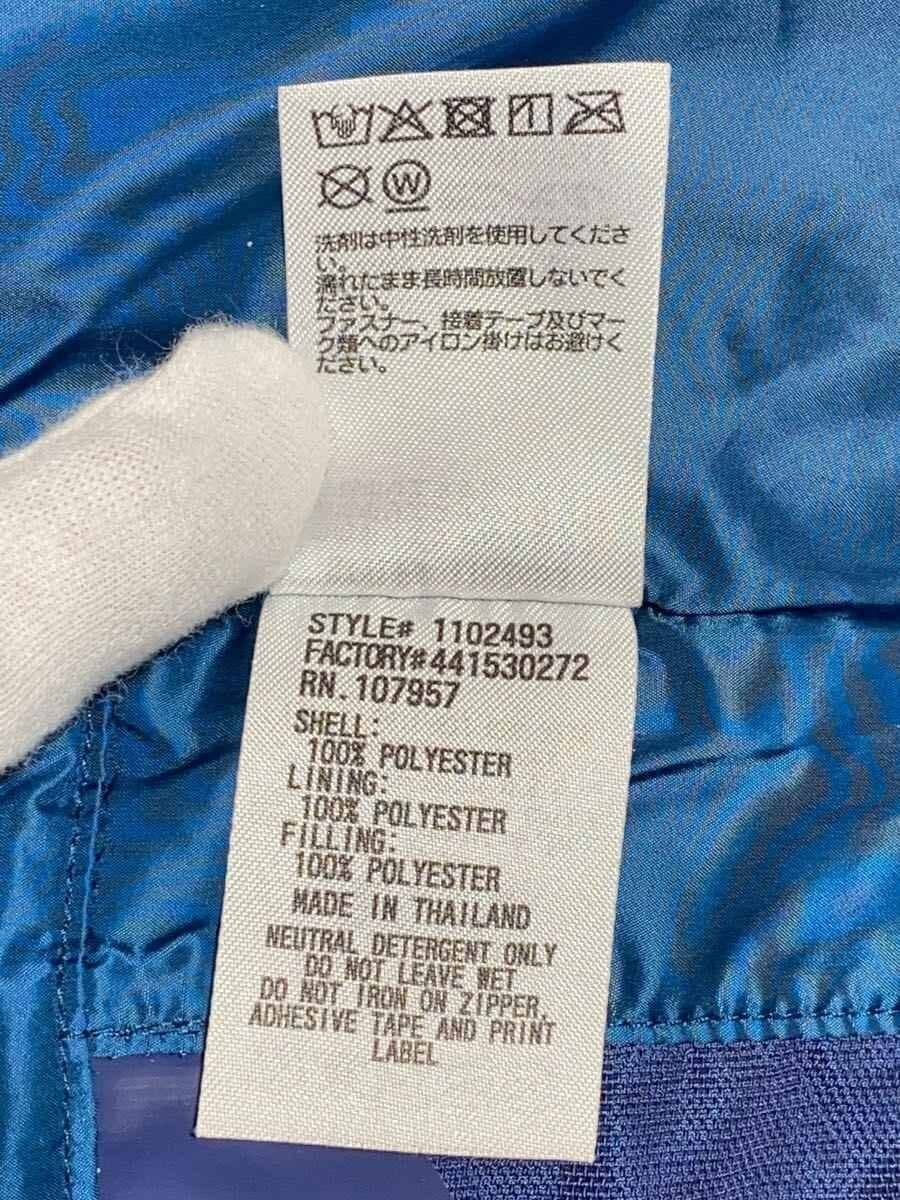 W
洗剤は中性洗剤を使用してくださ
い。
濡れたまま長時間放置しないでく
ださい。
ファスナー、接着テープ及びマー
ク類へのアイロン掛けはお避けく
ださい。
STYLE# 1102493
FACTORY#441530272
RN.107957
SHELL:
100% POLYESTER
LINING:
100% POLYESTER
FILLING:
100% POLYESTER
MADE IN THAILAND
NEUTRAL DETERGENT ONLY
DO NOT LEAVE WET
DO NOT IRON ON ZIPPER,
ADHESIVE TAPE AND PRINT
LABEL